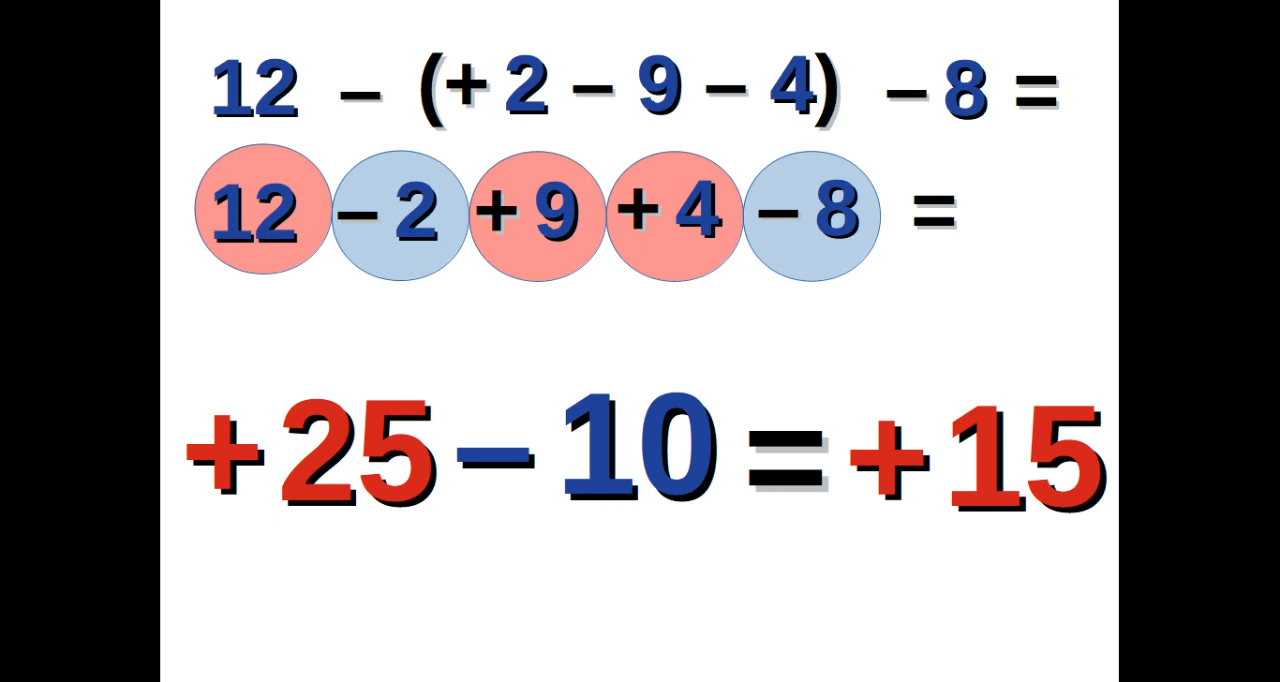 12 – (+ 2 – 9 – 4) – 8 =
12 – 2 + 9 + 4 – 8 =
+ 25 – 10 = + 15